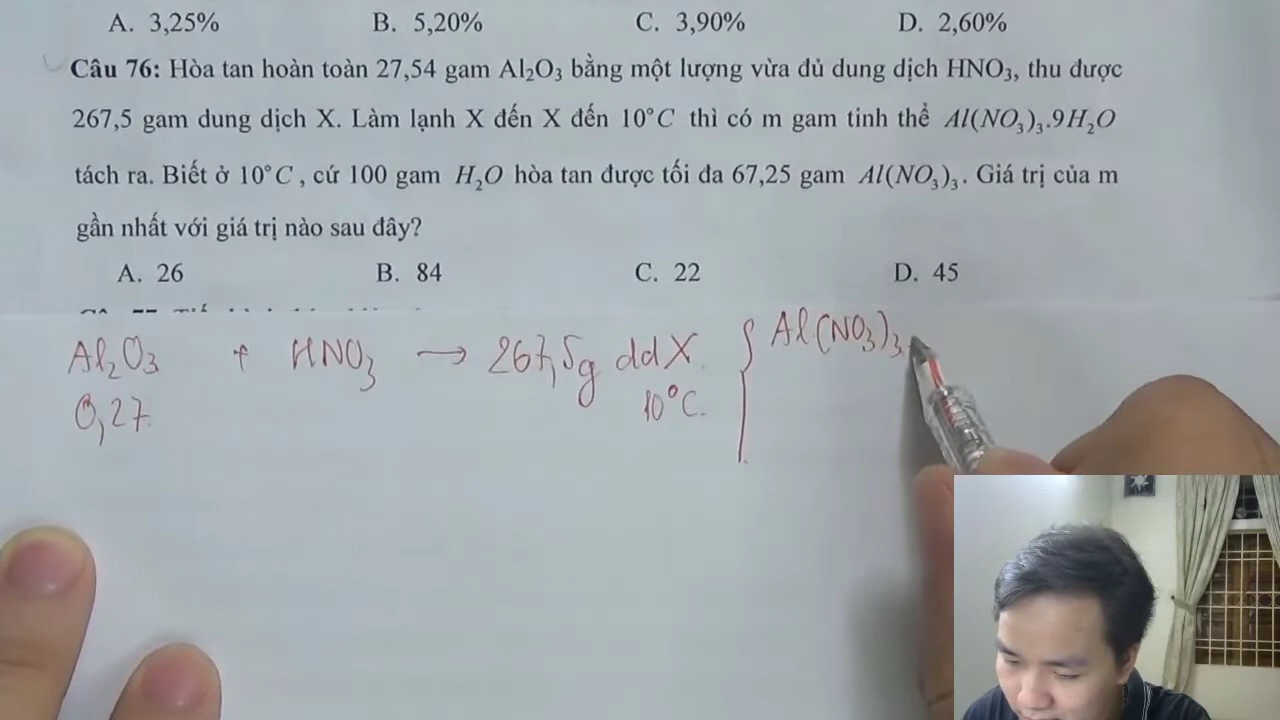 A. 3,25% B. 5,20% C. 3,90% D. 2,60%
Câu 76: Hòa tan hoàn toàn 27,54 gam Al₂O₃ bằng một lượng vừa đủ dung dịch HNO₃, thu được
267,5 gam dung dịch X. Làm lạnh X đến X đến 10°C thì có m gam tinh thể Al(NO₃)₃.9H₂O
tách ra. Biết ở 10°C, cứ 100 gam H₂O hòa tan được tối đa 67,25 gam Al(NO₃)₃. Giá trị của m
gần nhất với giá trị nào sau đây?
A. 26 B. 84 C. 22 D. 45
Al₂O₃ + HNO₃ → 267,5g ddX { Al(NO₃)₃
0,27 10°C.